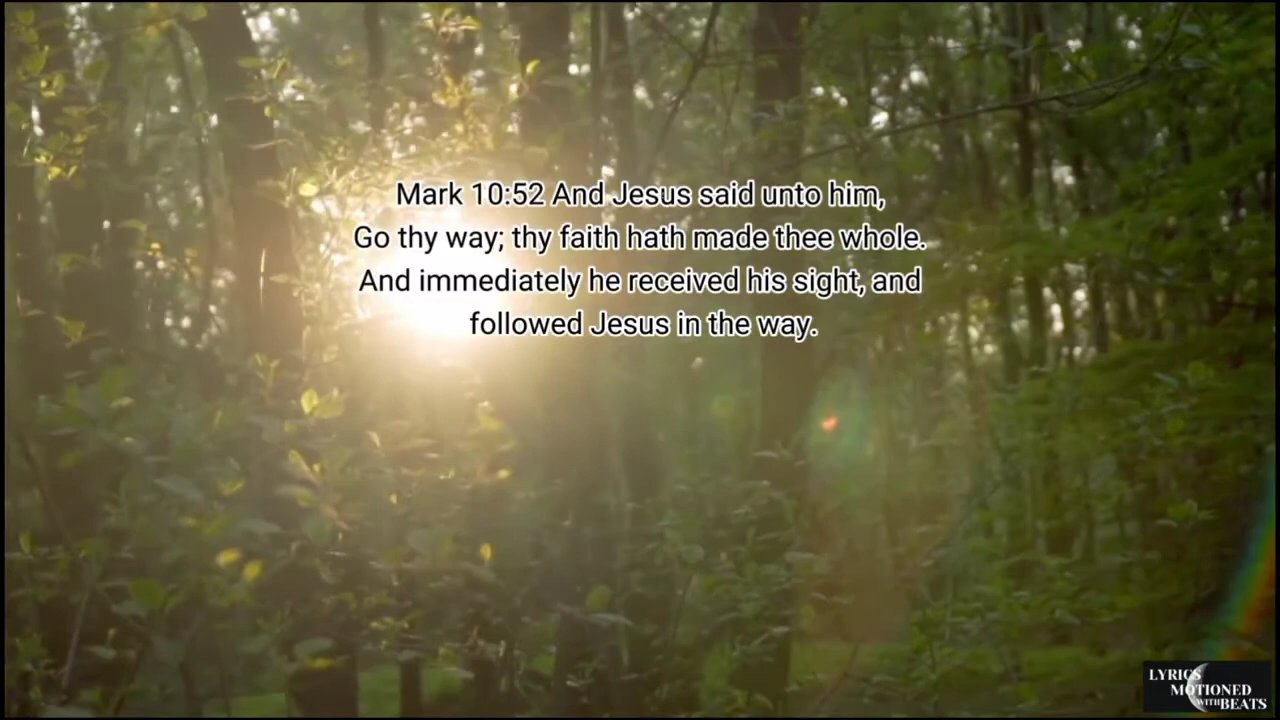 Mark 10:52 And Jesus said unto him,
Go thy way; thy faith hath made thee whole.
And immediately he received his sight, and
followed Jesus in the way.
LYRICS
MOTIONED
WITH BEATS